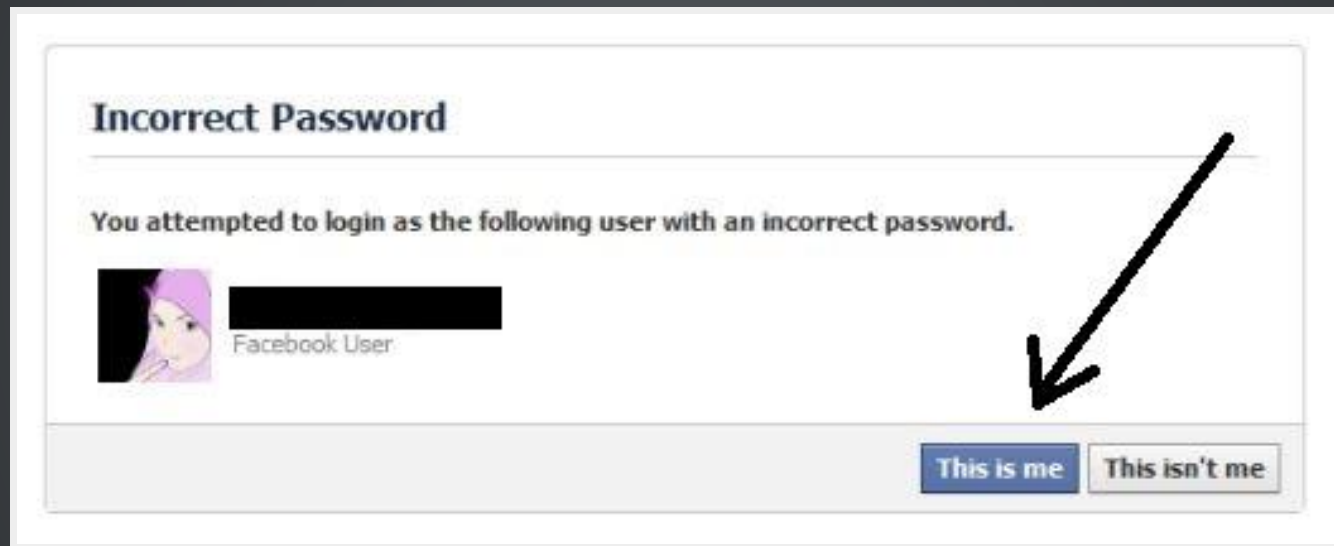 Incorrect Password
You attempted to login as the following user with an incorrect password.
Facebook User
This is me
This isn't me